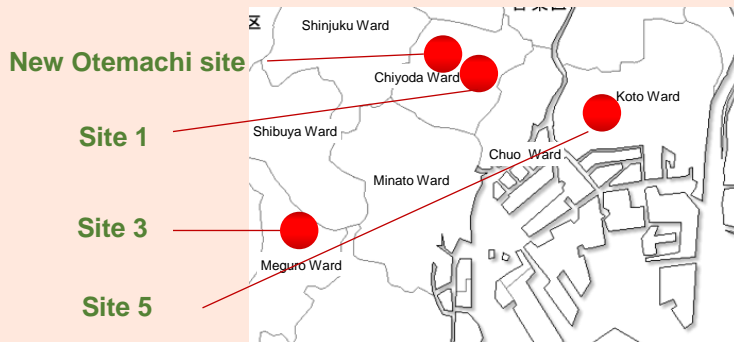 区
Shinjuku Ward
New Otemachi site
Chiyoda Ward
Koto Ward
Site 1
Shibuya Ward
Chuo Ward
Minato Ward
Site 3
Meguro Ward
Site 5